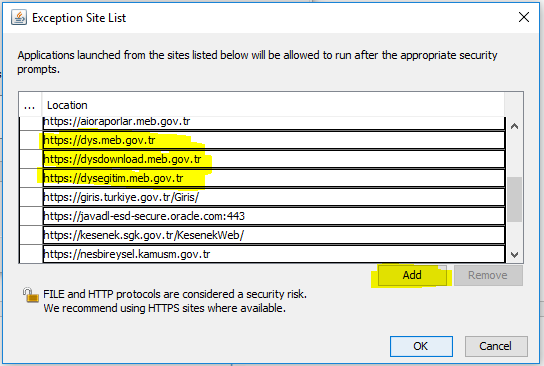 Exception Site List
Applications launched from the sites listed below will be allowed to run after the appropriate security
prompts.
... Location
https://aioraporlar.meb.gov.tr
https://dys.meb.gov.tr
https://dysdownload.meb.gov.tr
https://dysegitim.meb.gov.tr
https://giris.turkiye.gov.tr/Giris/
https://javadl-esd-secure.oracle.com:443
https://kesenek.sgk.gov.tr/KesenekWeb/
https://nesbireysel.kamusm.gov.tr
Add Remove
FILE and HTTP protocols are considered a security risk.
We recommend using HTTPS sites where available.
OK Cancel